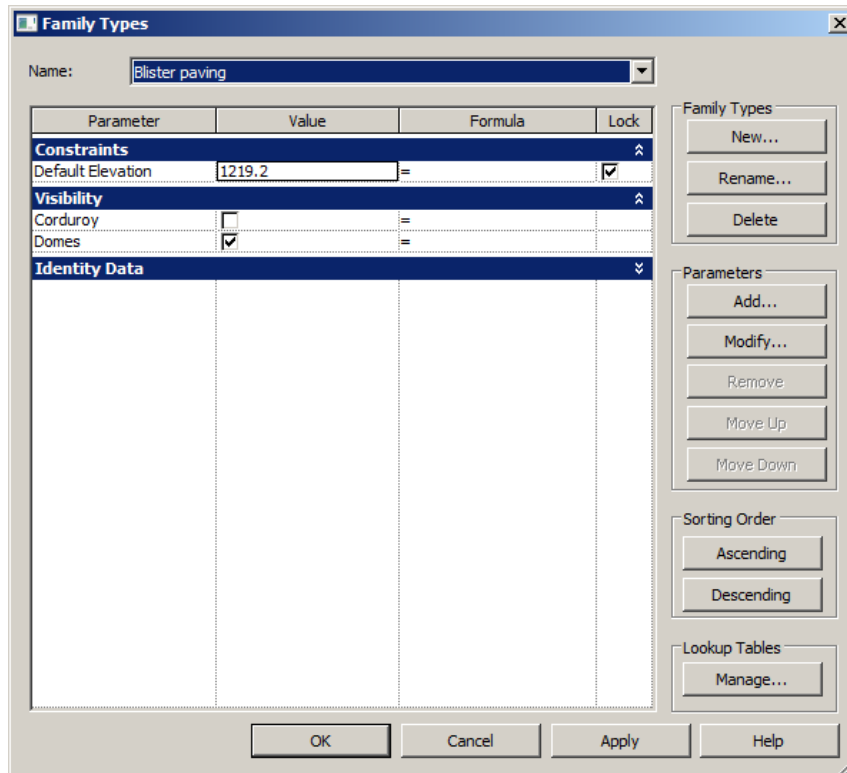 Family Types
Name: Blister paving
Parameter Value Formula Lock
Constraints
Default Elevation 1219.2 =
Visibility
Corduroy =
Domes =
Identity Data
Family Types
New...
Rename...
Delete
Parameters
Add...
Modify...
Remove
Move Up
Move Down
Sorting Order
Ascending
Descending
Lookup Tables
Manage...
OK Cancel Apply Help